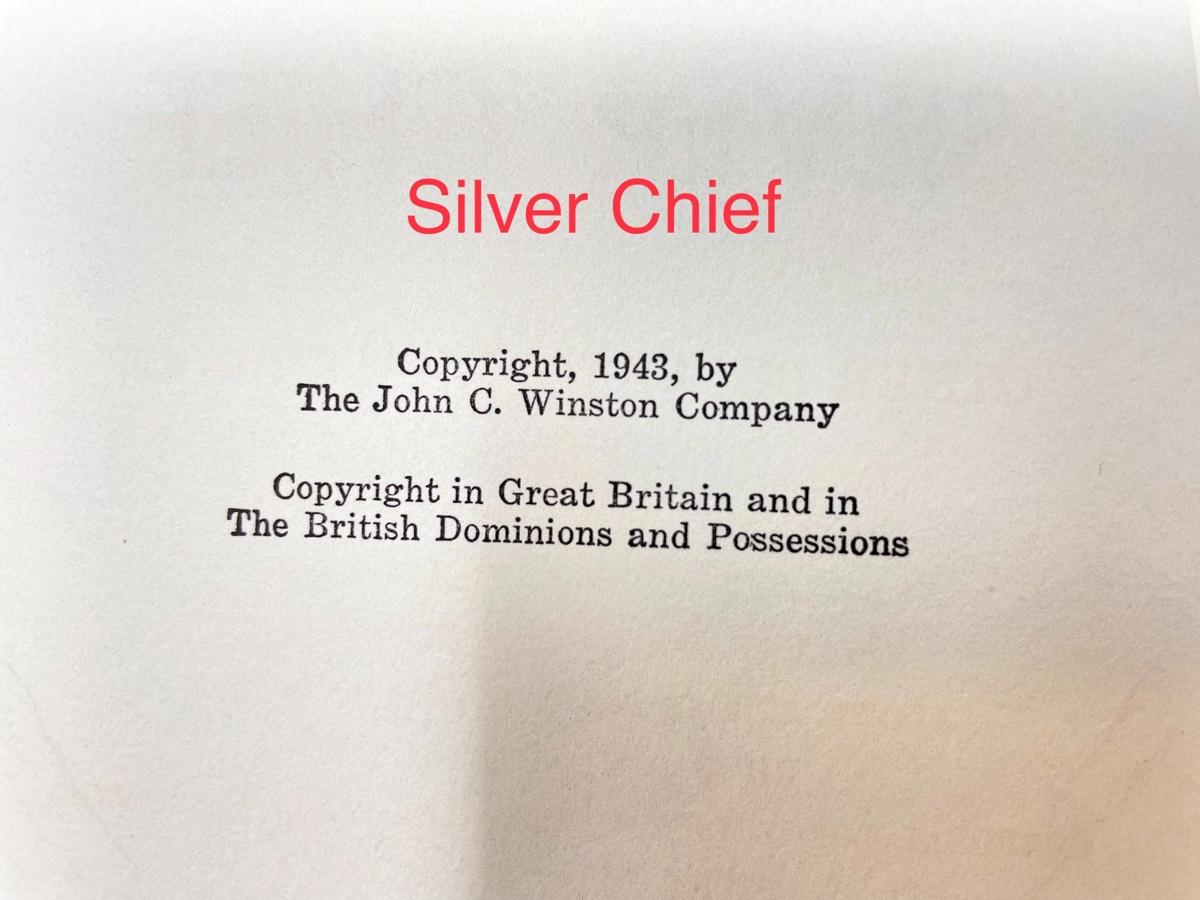 Silver Chief
Copyright, 1943, by
The John C. Winston Company
Copyright in Great Britain and in
The British Dominions and Possessions